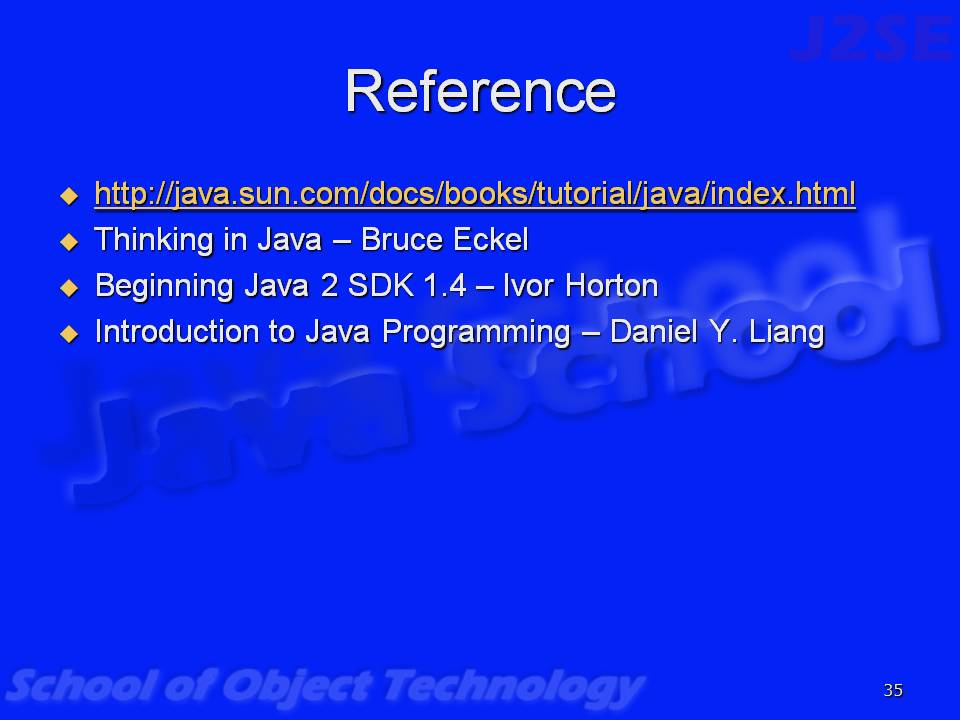 J2SE
Reference
http://java.sun.com/docs/books/tutorial/java/index.html
Thinking in Java – Bruce Eckel
Beginning Java 2 SDK 1.4 – Ivor Horton
Introduction to Java Programming – Daniel Y. Liang
Java School
School of Object Technology
35